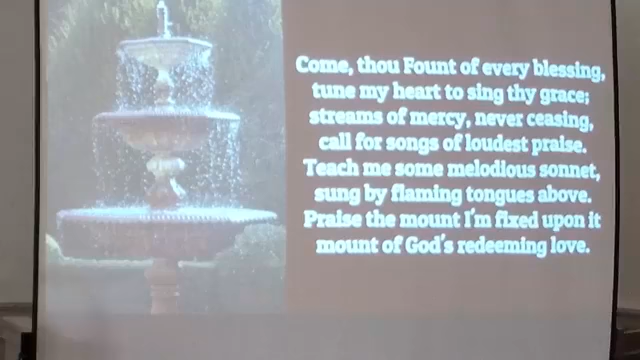 Come, thou Fount of every blessing,
tune my heart to sing thy grace;
streams of mercy, never ceasing,
call for songs of loudest praise.
Teach me some melodious sonnet,
sung by flaming tongues above.
Praise the mount I'm fixed upon it
mount of God's redeeming love.